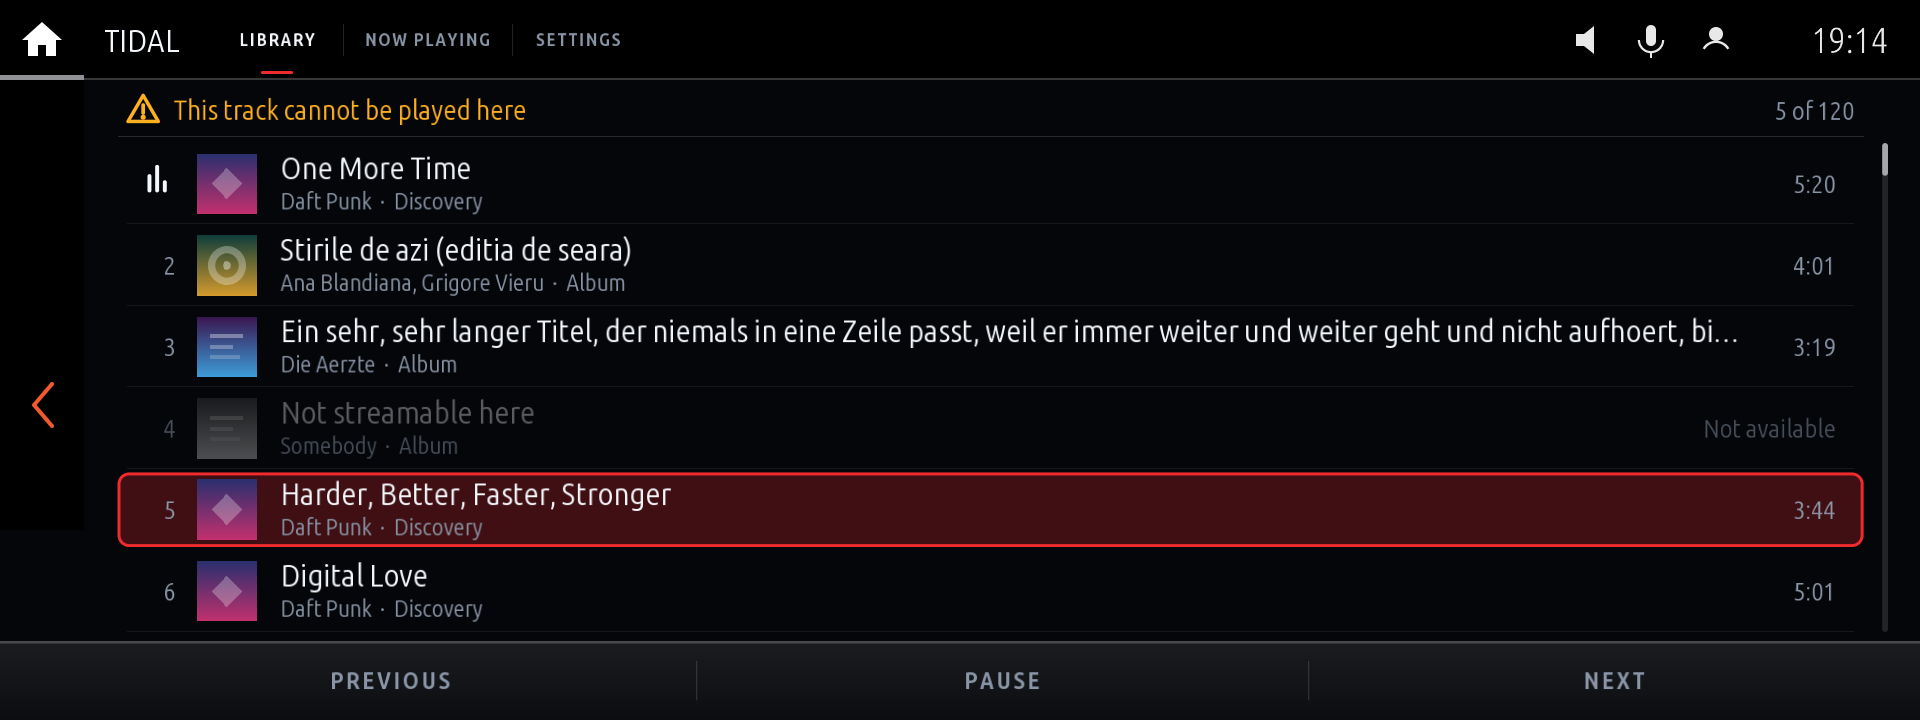 TIDAL LIBRARY NOW PLAYING SETTINGS 19:14
This track cannot be played here 5 of 120
One More Time
Daft Punk · Discovery 5:20
2 Stirile de azi (editia de seara)
Ana Blandiana, Grigore Vieru · Album 4:01
3 Ein sehr, sehr langer Titel, der niemals in eine Zeile passt, weil er immer weiter und weiter geht und nicht aufhoert, bi...
Die Aerzte · Album 3:19
4 Not streamable here
Somebody · Album Not available
5 Harder, Better, Faster, Stronger
Daft Punk · Discovery 3:44
6 Digital Love
Daft Punk · Discovery 5:01
PREVIOUS PAUSE NEXT